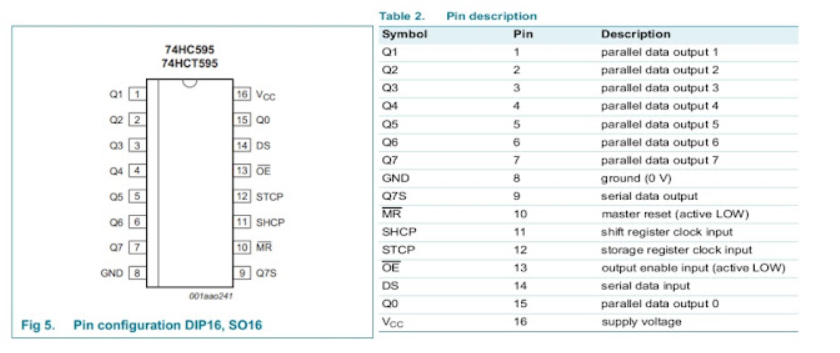 74HC595
74HCT595
Q1 1 16 VCC
Q2 2 15 Q0
Q3 3 14 DS
Q4 4 13 OE
Q5 5 12 STCP
Q6 6 11 SHCP
Q7 7 10 MR
GND 8 9 Q7S
001aao241
Fig 5. Pin configuration DIP16, SO16
Table 2. Pin description
Symbol Pin Description
Q1 1 parallel data output 1
Q2 2 parallel data output 2
Q3 3 parallel data output 3
Q4 4 parallel data output 4
Q5 5 parallel data output 5
Q6 6 parallel data output 6
Q7 7 parallel data output 7
GND 8 ground (0 V)
Q7S 9 serial data output
MR 10 master reset (active LOW)
SHCP 11 shift register clock input
STCP 12 storage register clock input
OE 13 output enable input (active LOW)
DS 14 serial data input
Q0 15 parallel data output 0
VCC 16 supply voltage